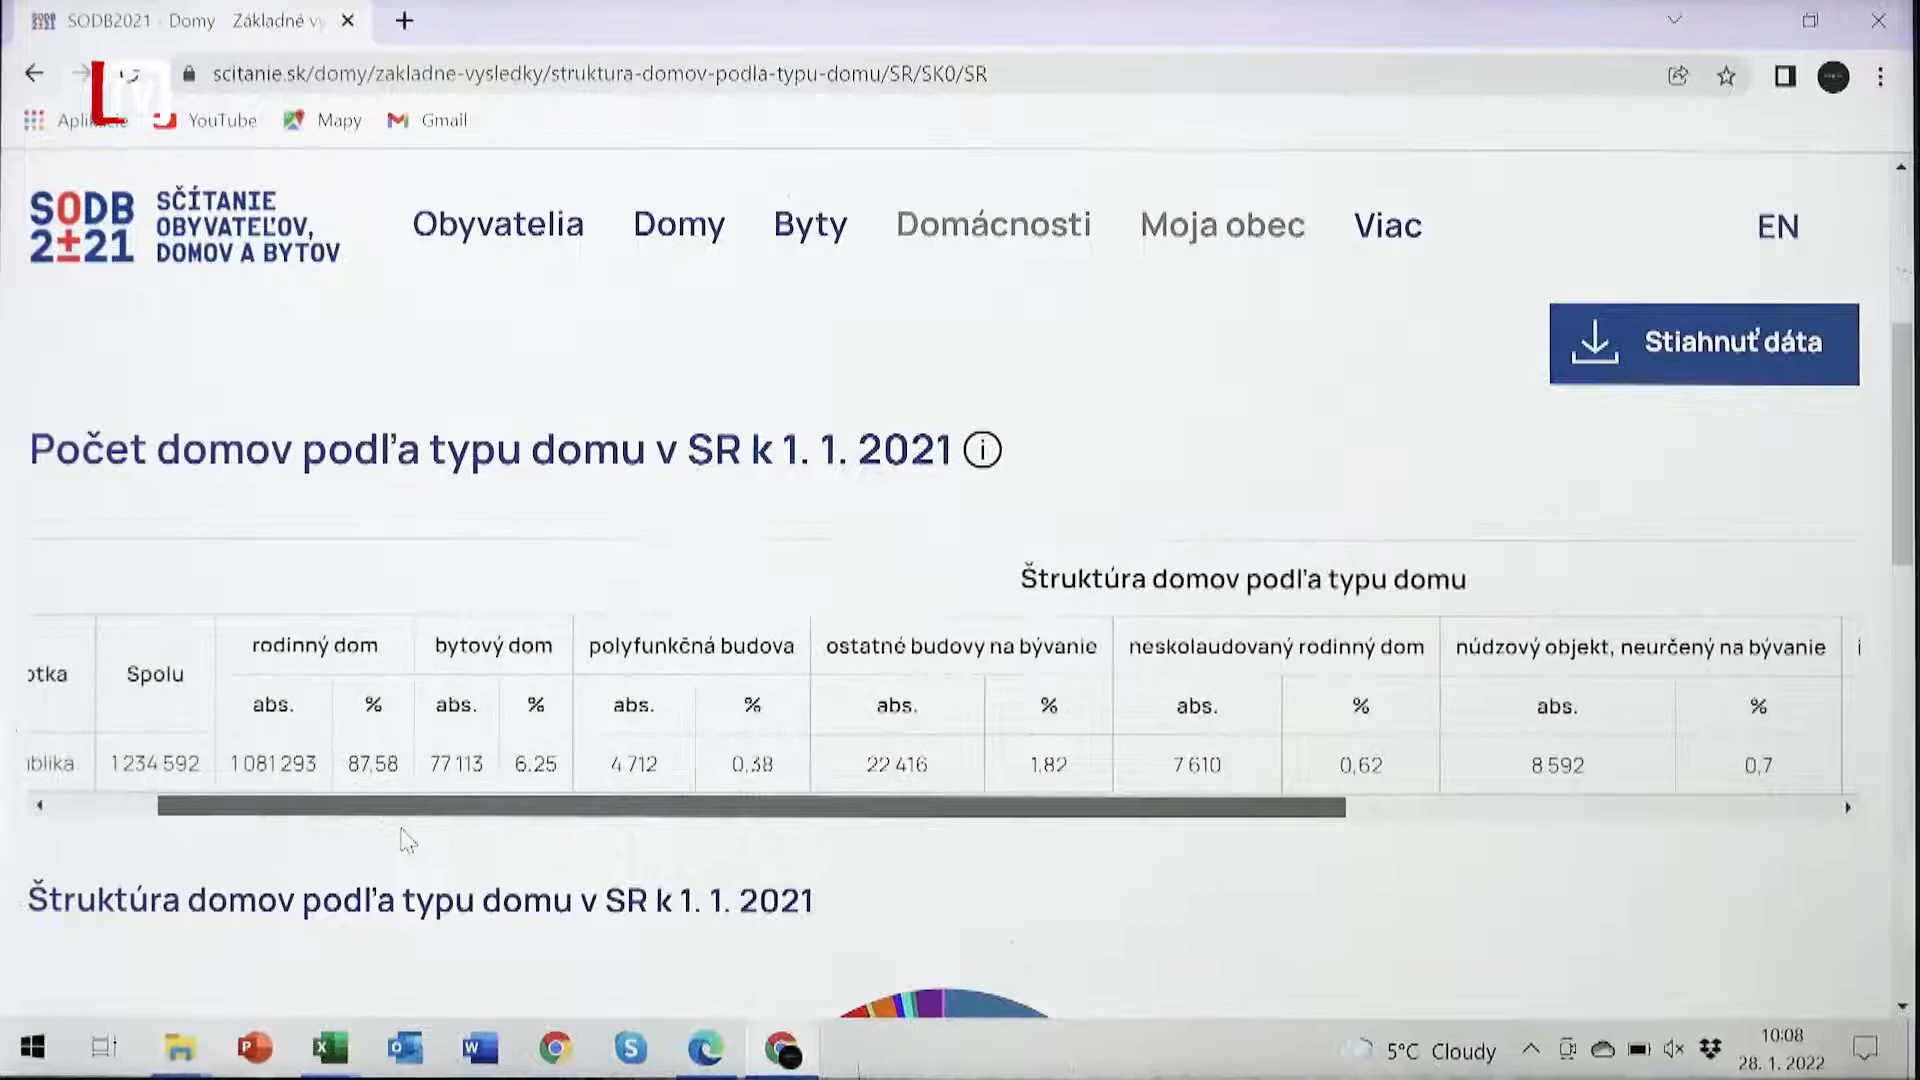 SODB2021 - Domy
Základné vý
scitanie.sk/domy/zakladne-vysledky/struktura-domov-podla-typu-domu/SR/SK0/SR
YouTube
Mapy
Gmail
SODB
2±21
SČÍTANIE
OBYVATEĽOV,
DOMOV A BYTOV
Obyvatelia
Domy
Byty
Domácnosti
Moja obec
Viac
EN
Stiahnuť dáta
Počet domov podľa typu domu v SR k 1. 1. 2021
Štruktúra domov podľa typu domu
otka
Spolu
rodinný dom
bytový dom
polyfunkčná budova
ostatné budovy na bývanie
neskolaudovaný rodinný dom
núdzový objekt, neurčený na bývanie
i
abs. % abs. % abs. % abs. % abs. % abs. %
ublika 1 234 592 1 081 293 87,58 77 113 6,25 4 712 0,38 22 416 1,82 7 610 0,62 8 592 0,7
Štruktúra domov podľa typu domu v SR k 1. 1. 2021
5°C Cloudy
10:08
28. 1. 2022